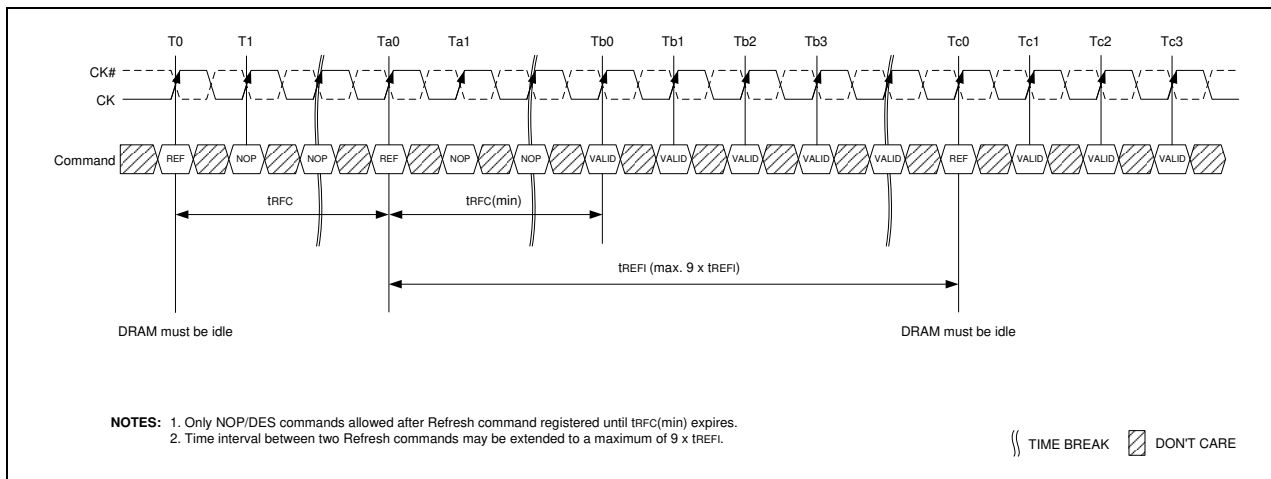 T0 T1 Ta0 Ta1 Tb0 Tb1 Tb2 Tb3 Tc0 Tc1 Tc2 Tc3
CK#
CK
Command REF NOP NOP REF NOP NOP VALID VALID VALID VALID VALID REF VALID VALID VALID
tRFC tRFC(min)
tREFI (max. 9 x tREFI)
DRAM must be idle DRAM must be idle
NOTES: 1. Only NOP/DES commands allowed after Refresh command registered until tRFC(min) expires.
2. Time interval between two Refresh commands may be extended to a maximum of 9 x tREFI.
TIME BREAK DON'T CARE